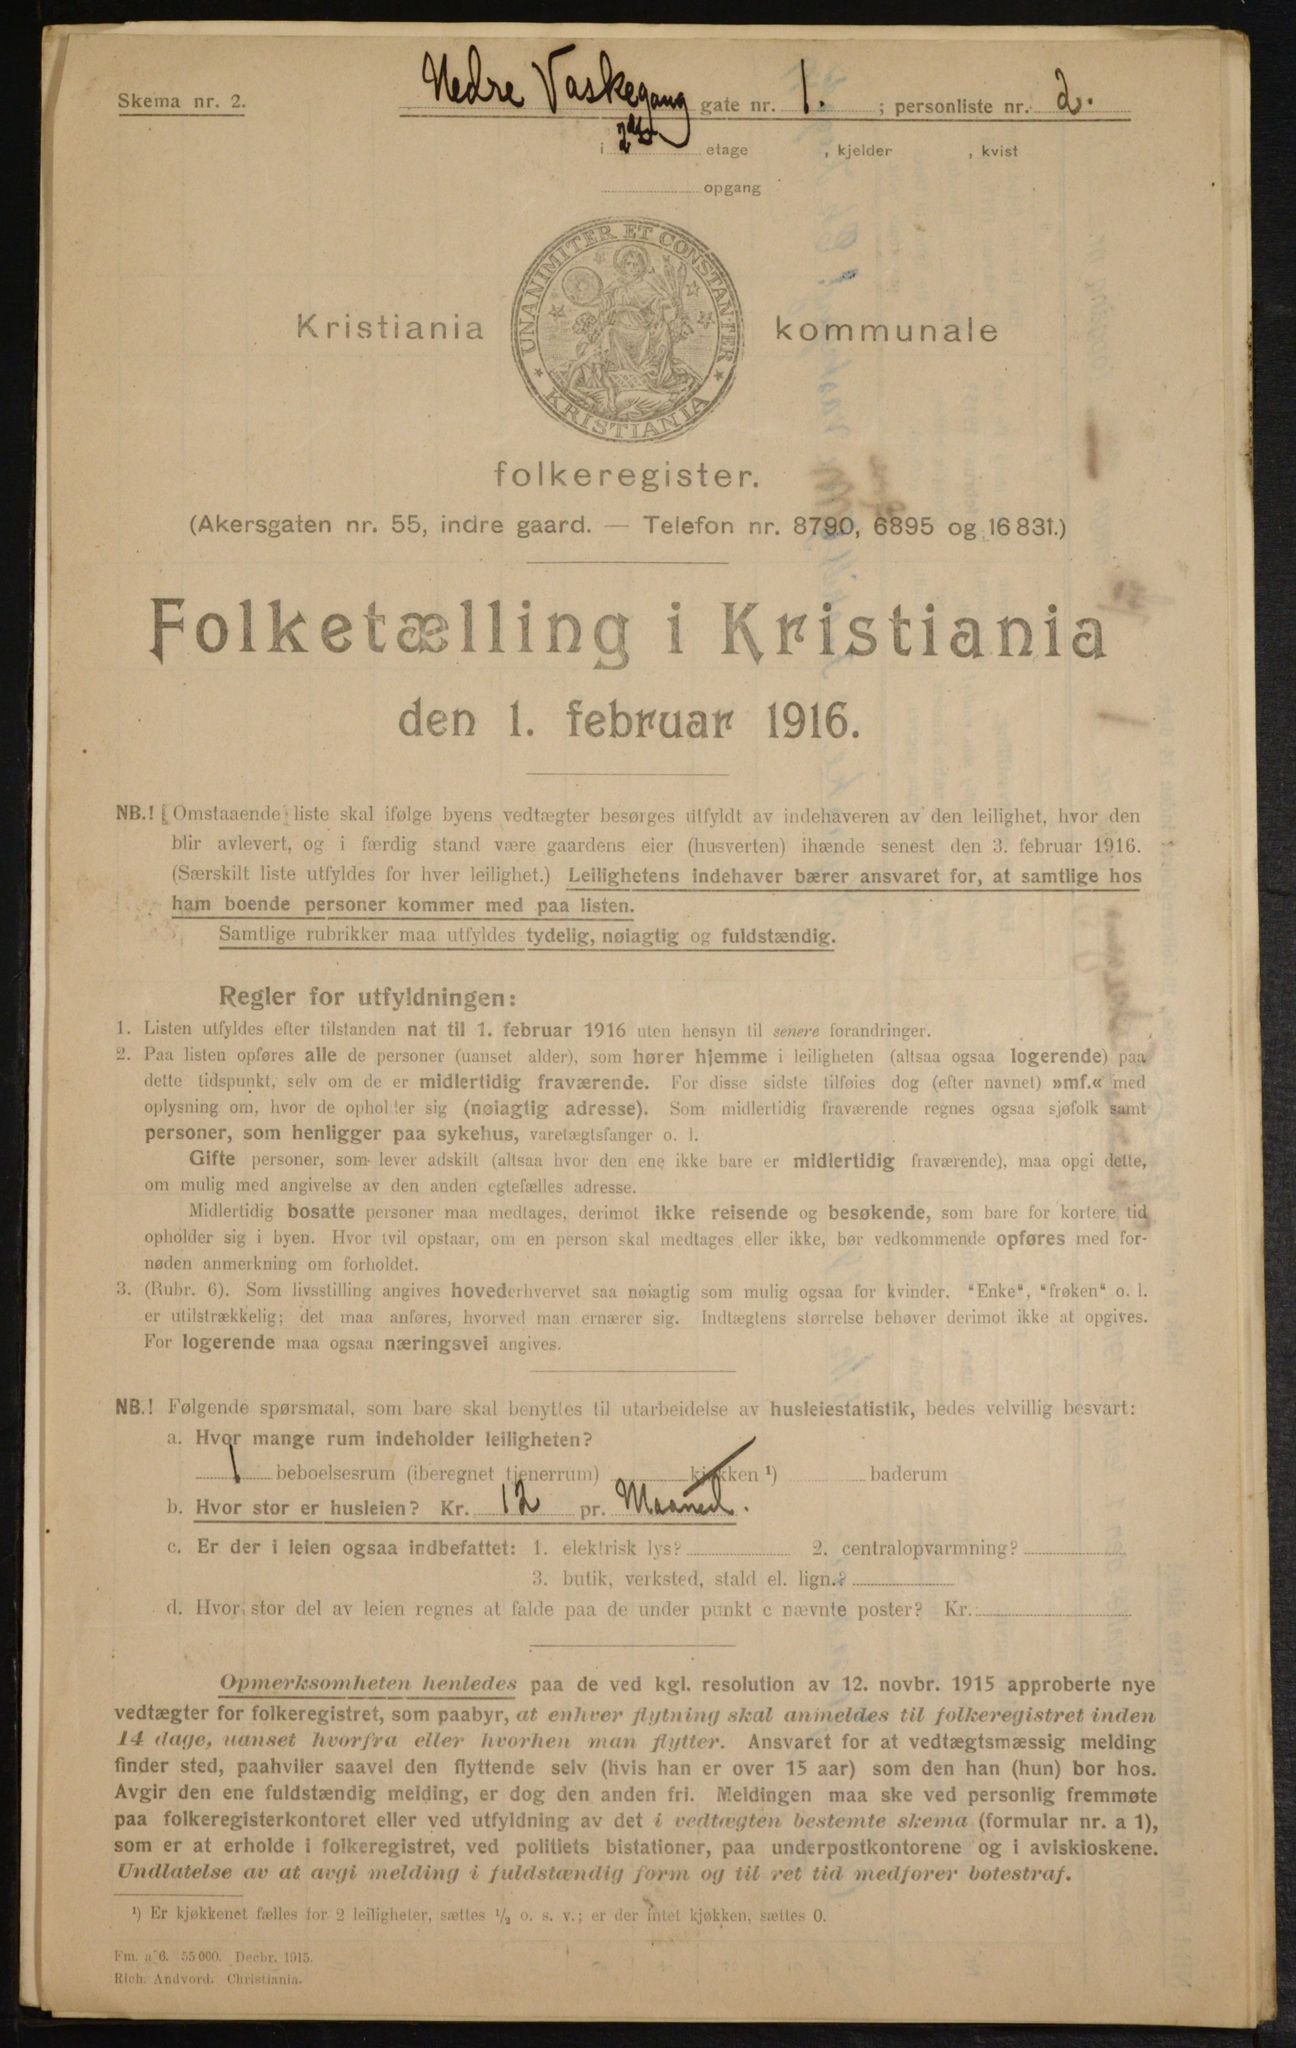 Skema nr. 2.
Nedre Vaskegang gate nr. 1. ; personliste nr. 2.
i 2den etage , kjelder , kvist
opgang
UNANIMITER ET CONSTANTER
KRISTIANIA
Kristiania kommunale
folkeregister.
(Akersgaten nr. 55, indre gaard. — Telefon nr. 8790, 6895 og 16831.)
Folketælling i Kristiania
den 1. februar 1916.
NB.! Omstaaende liste skal ifølge byens vedtægter besørges utfyldt av indehaveren av den leilighet, hvor den
blir avlevert, og i færdig stand være gaardens eier (husverten) ihænde senest den 3. februar 1916.
(Særskilt liste utfyldes for hver leilighet.) Leilighetens indehaver bærer ansvaret for, at samtlige hos
ham boende personer kommer med paa listen.
Samtlige rubrikker maa utfyldes tydelig, nøiagtig og fuldstændig.
Regler for utfyldningen:
1. Listen utfyldes efter tilstanden nat til 1. februar 1916 uten hensyn til senere forandringer.
2. Paa listen opføres alle de personer (uanset alder), som hører hjemme i leiligheten (altsaa ogsaa logerende) paa
dette tidspunkt, selv om de er midlertidig fraværende. For disse sidste tilføies dog (efter navnet) »mf.« med
oplysning om, hvor de opholder sig (nøiagtig adresse). Som midlertidig fraværende regnes ogsaa sjøfolk samt
personer, som henligger paa sykehus, varetægtsfanger o. l.
Gifte personer, som lever adskilt (altsaa hvor den ene ikke bare er midlertidig fraværende), maa opgi dette,
om mulig med angivelse av den anden egtefælles adresse.
Midlertidig bosatte personer maa medtages, derimot ikke reisende og besøkende, som bare for kortere tid
opholder sig i byen. Hvor tvil opstaar, om en person skal medtages eller ikke, bør vedkommende opføres med for-
nøden anmerkning om forholdet.
3. (Rubr. 6). Som livsstilling angives hovederhvervet saa nøiagtig som mulig ogsaa for kvinder. "Enke", "frøken" o. l.
er utilstrækkelig; det maa anføres, hvorved man ernærer sig. Indtægtens størrelse behøver derimot ikke at opgives.
For logerende maa ogsaa næringsvei angives.
NB.! Følgende spørsmaal, som bare skal benyttes til utarbeidelse av husleiestatistik, bedes velvillig besvart:
a. Hvor mange rum indeholder leiligheten?
1 beboelsesrum (iberegnet tjenerrum) kjøkken ¹) baderum
b. Hvor stor er husleien? Kr. 12 pr. Maaned.
c. Er der i leien ogsaa indbefattet: 1. elektrisk lys? 2. centralopvarmning?
3. butik, verksted, stald el. lign.?
d. Hvor stor del av leien regnes at falde paa de under punkt c nævnte poster? Kr.
Opmerksomheten henledes paa de ved kgl. resolution av 12. novbr. 1915 approberte nye
vedtægter for folkeregistret, som paabyr, at enhver flytning skal anmeldes til folkeregistret inden
14 dage, uanset hvorfra eller hvorhen man flytter. Ansvaret for at vedtægtsmæssig melding
finder sted, paahviler saavel den flyttende selv (hvis han er over 15 aar) som den han (hun) bor hos.
Avgir den ene fuldstændig melding, er dog den anden fri. Meldingen maa ske ved personlig fremmøte
paa folkeregisterkontoret eller ved utfyldning av det i vedtægten bestemte skema (formular nr. a 1),
som er at erholde i folkeregistret, ved politiets bistationer, paa underpostkontorene og i aviskioskene.
Undlatelse av at avgi melding i fuldstændig form og til ret tid medfører bøtestraf.
¹) Er kjøkkenet fælles for 2 leiligheter, sættes ½ o. s. v.; er der intet kjøkken, sættes 0.
Fm. a 6. 55000. Decbr. 1915.
Rich. Andvord. Christiania.